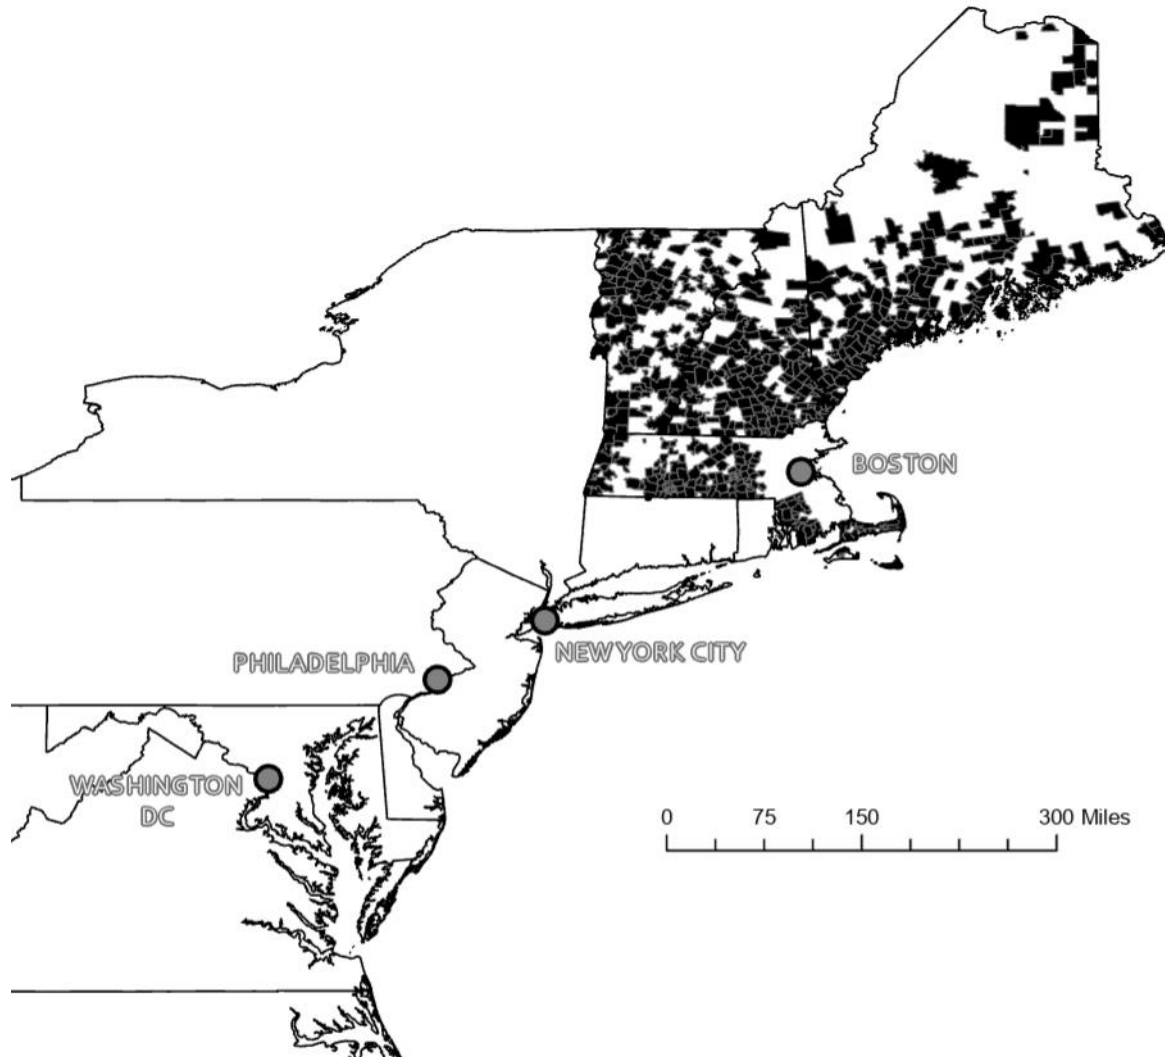 BOSTON
NEW YORK CITY
PHILADELPHIA
WASHINGTON
DC
0 75 150 300 Miles